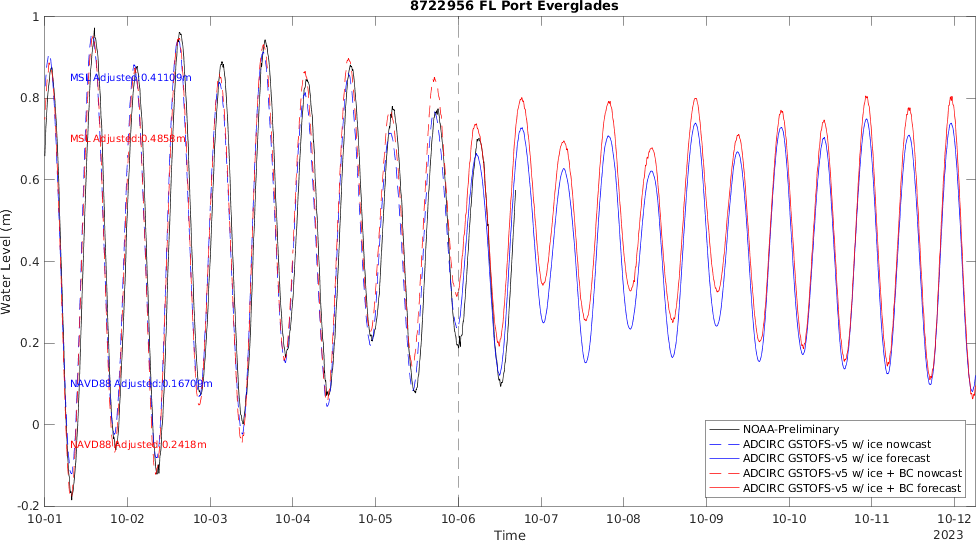 8722956 FL Port Everglades
1
0.8
0.6
0.4
0.2
0
-0.2
Water Level (m)
MSL Adjusted:0.41109m
MSL Adjusted:0.4858m
NAVD88 Adjusted:0.16709m
NAVD88 Adjusted:0.2418m
NOAA-Preliminary
ADCIRC GSTOFS-v5 w/ ice nowcast
ADCIRC GSTOFS-v5 w/ ice forecast
ADCIRC GSTOFS-v5 w/ ice + BC nowcast
ADCIRC GSTOFS-v5 w/ ice + BC forecast
10-01 10-02 10-03 10-04 10-05 10-06 10-07 10-08 10-09 10-10 10-11 10-12
Time
2023